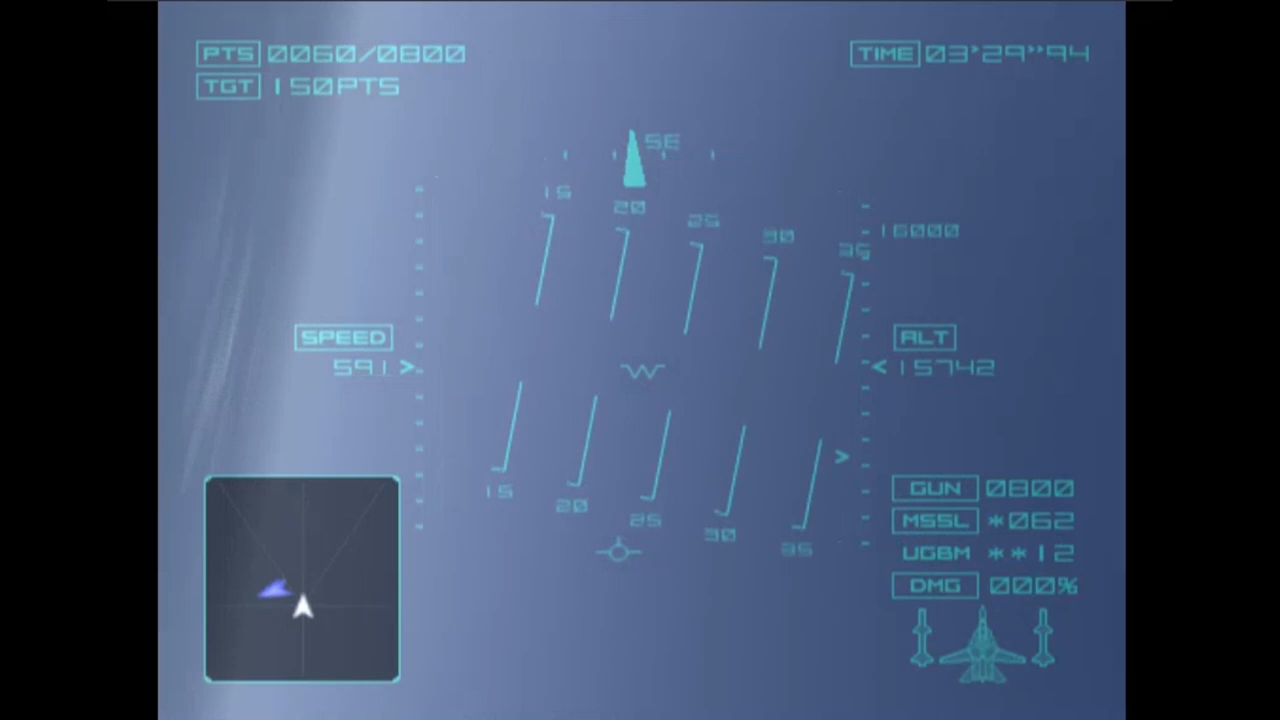 PTS 0060/0800
TIME 03'29"94
TGT 150PTS
SE
15
20
25
30
35
16000
SPEED
591 >
ALT
< 15742
>
15
20
25
30
35
GUN 0800
MSSL *062
UGBM **12
DMG 000%